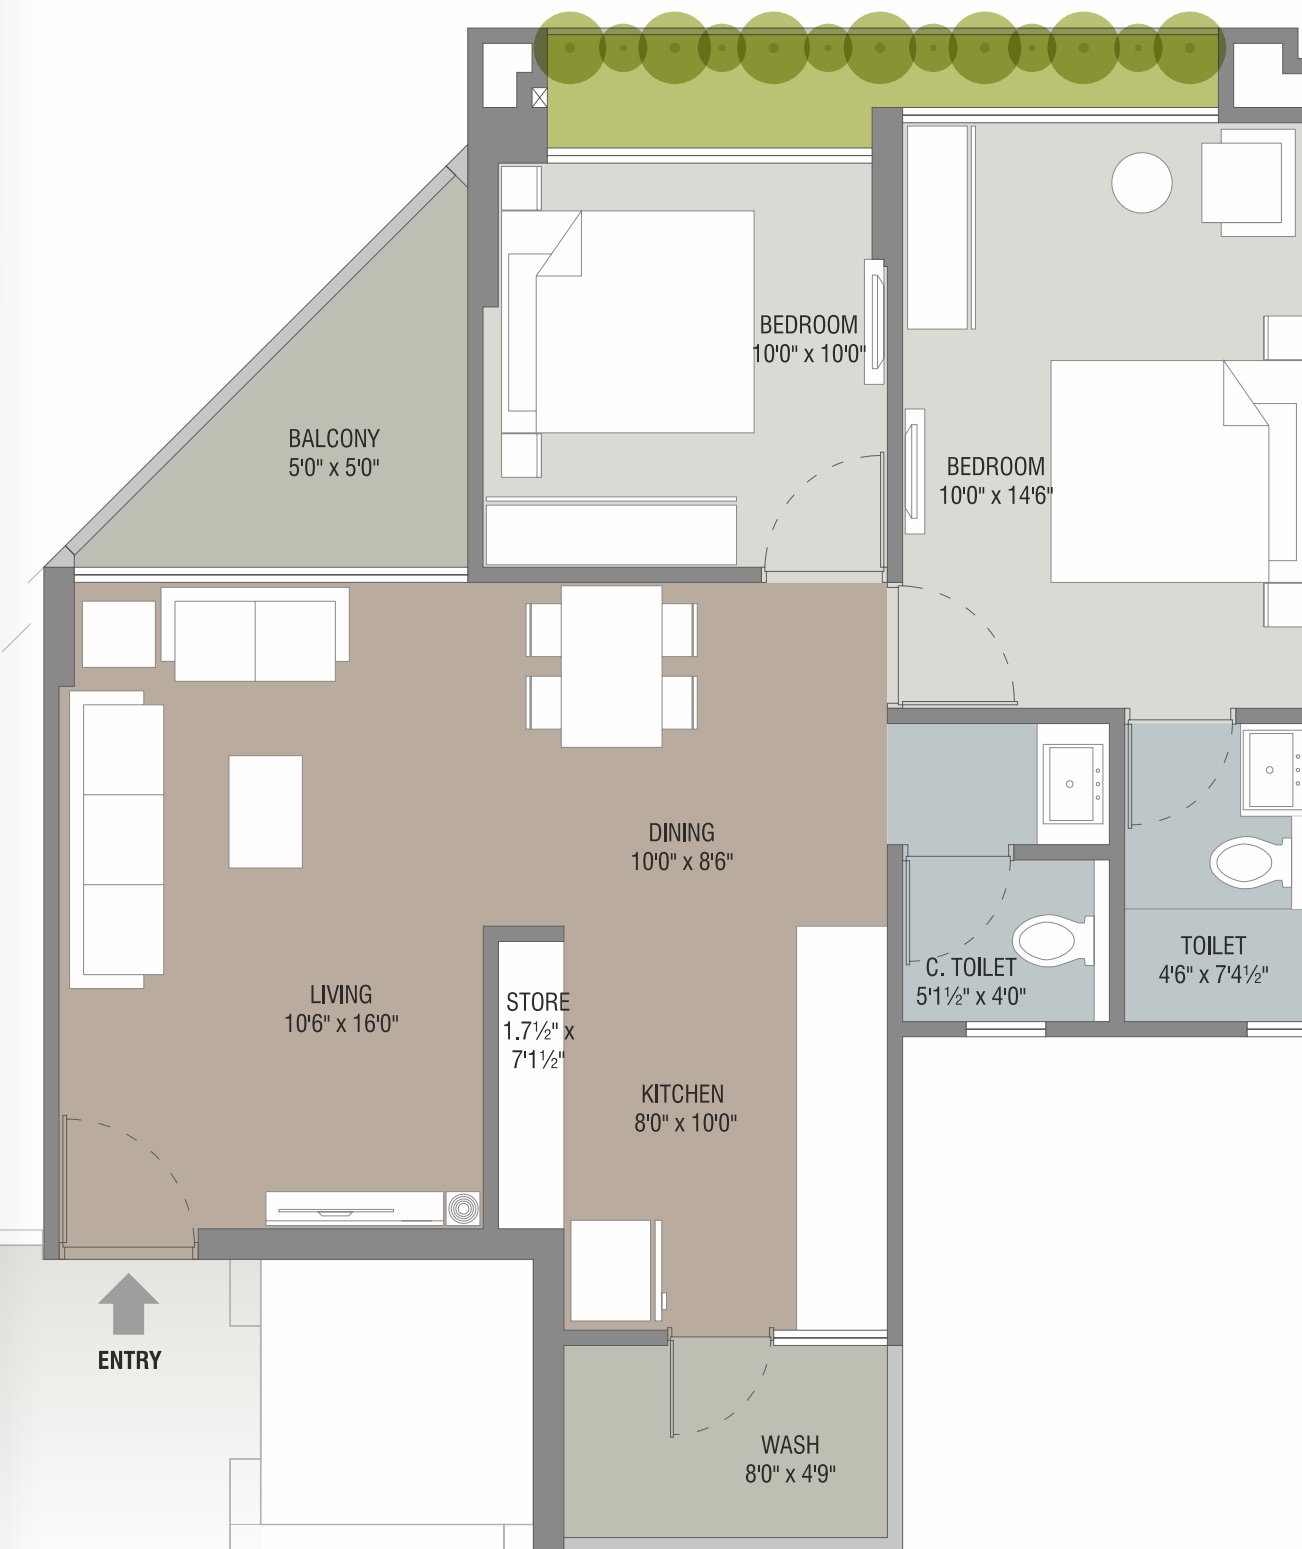 BEDROOM
10'0" x 10'0"
BALCONY
5'0" x 5'0"
BEDROOM
10'0" x 14'6"
DINING
10'0" x 8'6"
LIVING
10'6" x 16'0"
STORE
1.7½" x
7'1½"
C. TOILET
5'1½" x 4'0"
TOILET
4'6" x 7'4½"
KITCHEN
8'0" x 10'0"
ENTRY
WASH
8'0" x 4'9"